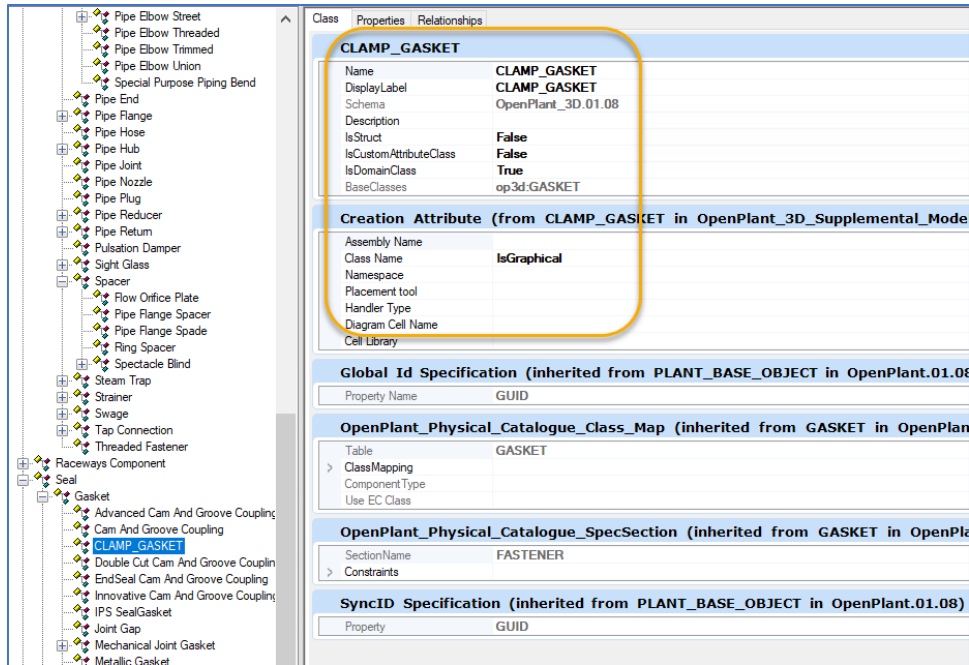 Pipe Elbow Street
Pipe Elbow Threaded
Pipe Elbow Trimmed
Pipe Elbow Union
Special Purpose Piping Bend
Pipe End
Pipe Flange
Pipe Hose
Pipe Hub
Pipe Joint
Pipe Nozzle
Pipe Plug
Pipe Reducer
Pipe Return
Pulsation Damper
Sight Glass
Spacer
Flow Orifice Plate
Pipe Flange Spacer
Pipe Flange Spade
Ring Spacer
Spectacle Blind
Steam Trap
Strainer
Swage
Tap Connection
Threaded Fastener
Raceways Component
Seal
Gasket
Advanced Cam And Groove Coupling
Cam And Groove Coupling
CLAMP_GASKET
Double Cut Cam And Groove Couplin
EndSeal Cam And Groove Coupling
Innovative Cam And Groove Coupling
IPS SealGasket
Joint Gap
Mechanical Joint Gasket
Metallic Gasket
Class Properties Relationships
CLAMP_GASKET
Name CLAMP_GASKET
DisplayLabel CLAMP_GASKET
Schema OpenPlant_3D.01.08
Description
IsStruct False
IsCustomAttributeClass False
IsDomainClass True
BaseClasses op3d:GASKET
Creation Attribute (from CLAMP_GASKET in OpenPlant_3D_Supplemental_Mode
Assembly Name
Class Name IsGraphical
Namespace
Placement tool
Handler Type
Diagram Cell Name
Cell Library
Global Id Specification (inherited from PLANT_BASE_OBJECT in OpenPlant.01.08
Property Name GUID
OpenPlant_Physical_Catalogue_Class_Map (inherited from GASKET in OpenPlan
Table GASKET
ClassMapping
ComponentType
Use EC Class
OpenPlant_Physical_Catalogue_SpecSection (inherited from GASKET in OpenPla
SectionName FASTENER
Constraints
SyncID Specification (inherited from PLANT_BASE_OBJECT in OpenPlant.01.08)
Property GUID